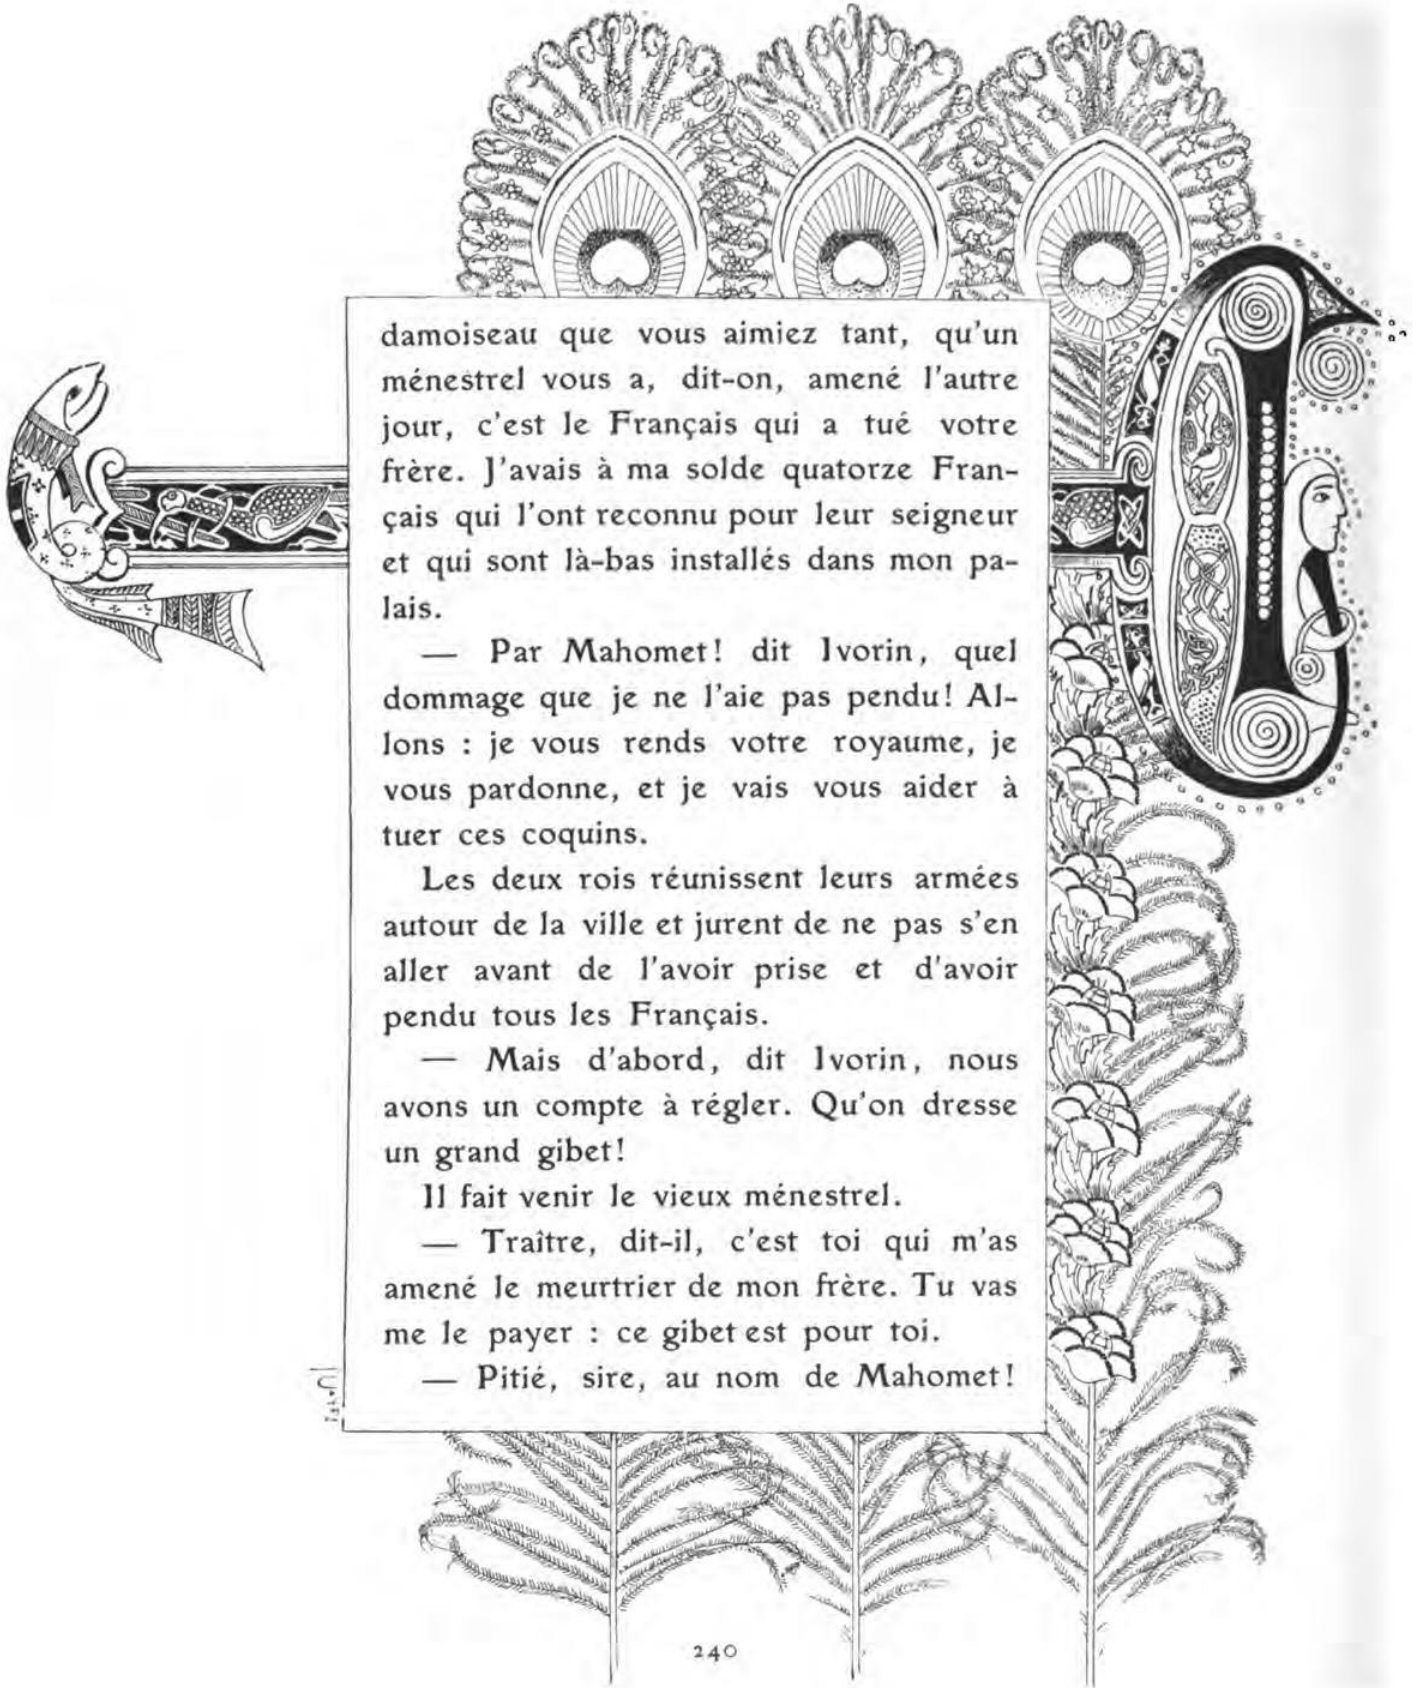 damoiseau que vous aimiez tant, qu'un
ménestrel vous a, dit-on, amené l'autre
jour, c'est le Français qui a tué votre
frère. J'avais à ma solde quatorze Fran-
çais qui l'ont reconnu pour leur seigneur
et qui sont là-bas installés dans mon pa-
lais.
— Par Mahomet! dit Ivorin, quel
dommage que je ne l'aie pas pendu! Al-
lons : je vous rends votre royaume, je
vous pardonne, et je vais vous aider à
tuer ces coquins.
Les deux rois réunissent leurs armées
autour de la ville et jurent de ne pas s'en
aller avant de l'avoir prise et d'avoir
pendu tous les Français.
— Mais d'abord, dit Ivorin, nous
avons un compte à régler. Qu'on dresse
un grand gibet!
Il fait venir le vieux ménestrel.
— Traître, dit-il, c'est toi qui m'as
amené le meurtrier de mon frère. Tu vas
me le payer : ce gibet est pour toi.
— Pitié, sire, au nom de Mahomet!
240